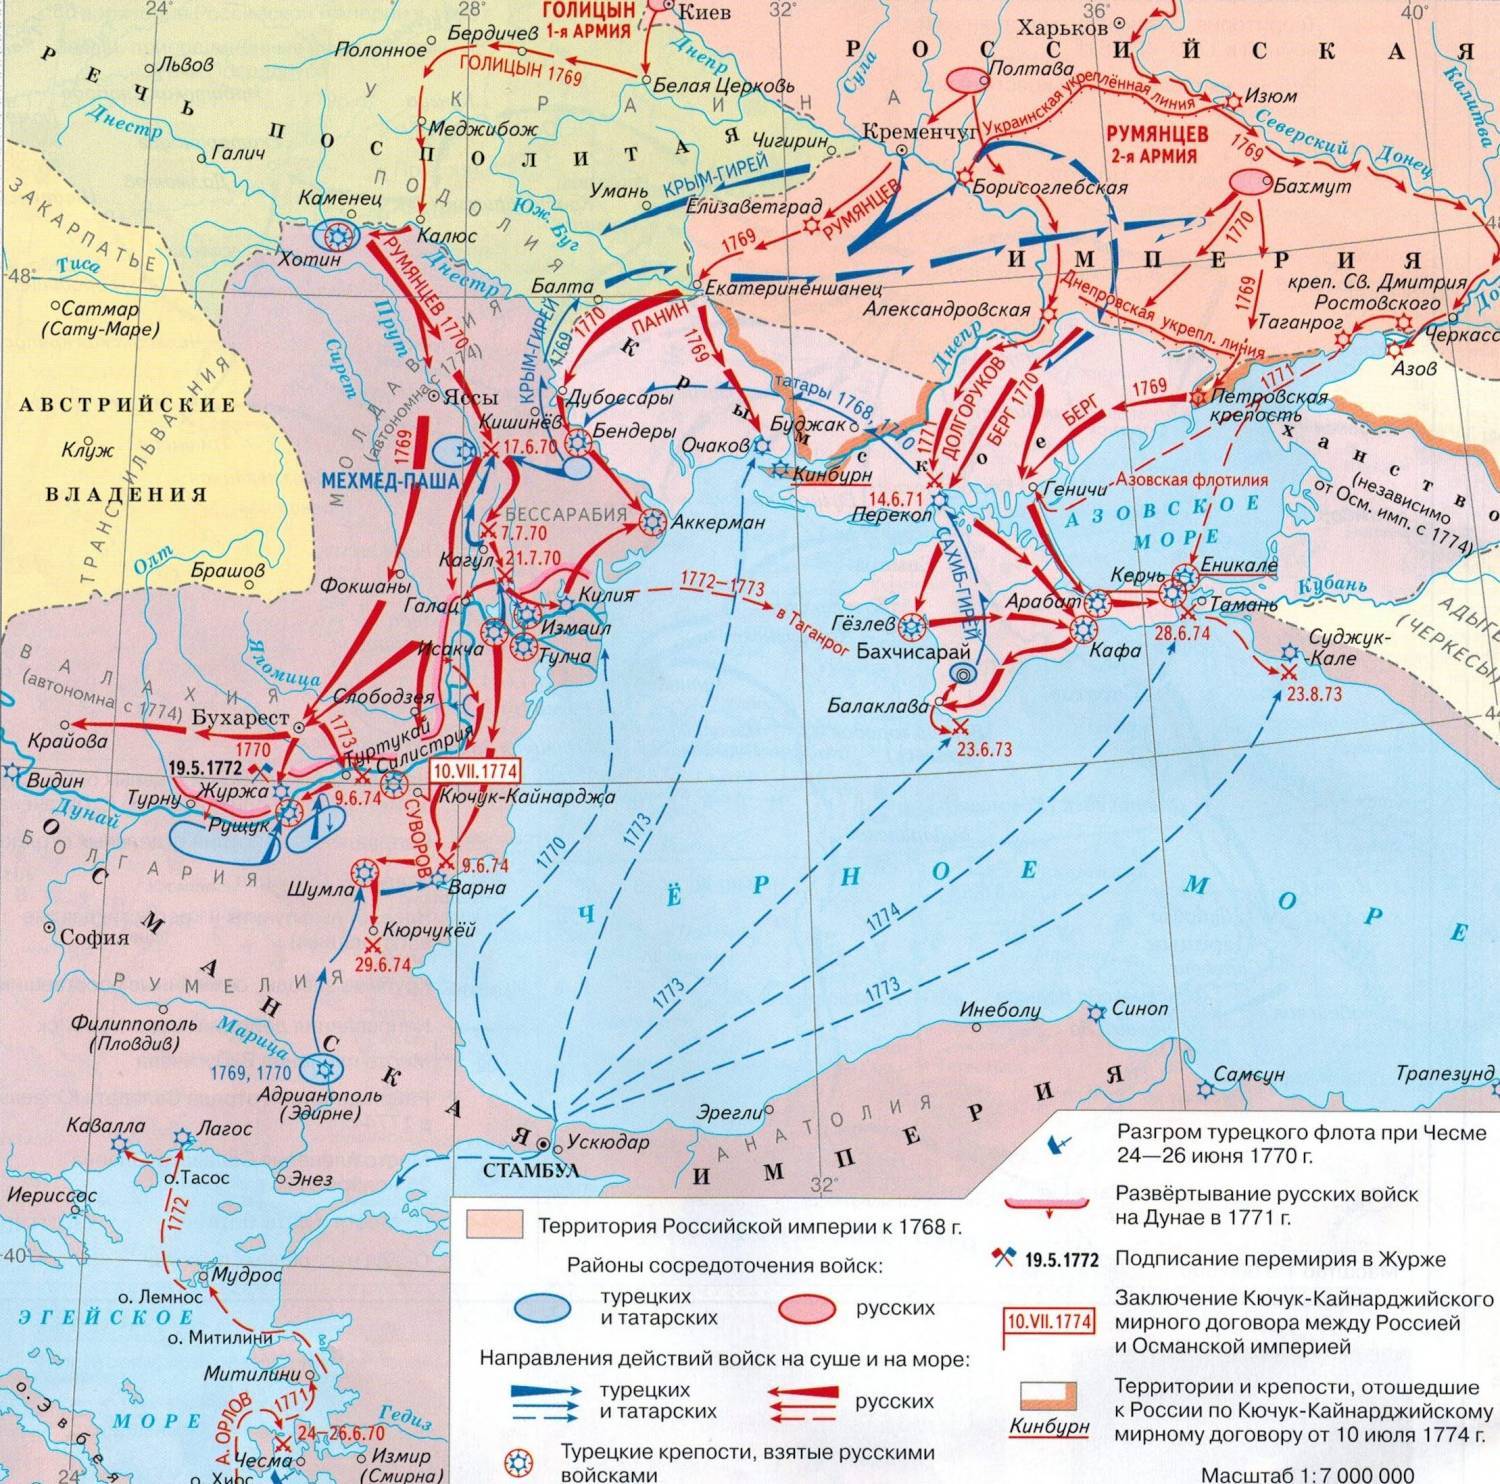 24°
28°
ГОЛИЦЫН
1-я АРМИЯ
Киев
32°
36°
40°
Харьков
РЕЧЬ
ПОСПОЛИТАЯ
Львов
Полонное
Бердичев
ГОЛИЦЫН 1769
Белая Церковь
Днепр
Сула
РОССИЙСКАЯ
Полтава
Калитва
Днестр
УКРАИНА
Меджибож
Галич
Чигирин
Кременчуг
Украинская укреплённая линия
Изюм
Северский Донец
1769
РУМЯНЦЕВ
2-я АРМИЯ
ЗАКАРПАТЬЕ
ПОДОЛИЯ
Каменец
Умань
КРЫМ-ГИРЕЙ
Елизаветград
РУМЯНЦЕВ
Борисоглебская
Бахмут
Юж. Буг
Калюс
Хотин
РУМЯНЦЕВ 1770
Днестр
1769
1770
ИМПЕРИЯ
48°
Тиса
Балта
Екатериненшанец
Александровская
1769
креп. Св. Дмитрия
Ростовского
Сатмар
(Сату-Маре)
Прут
Сирет
КРЫМ-ГИРЕЙ
1769
1770
ПАНИН
1769
Днепр
Днепровская укрепл. линия
Таганрог
Черкасс
Азов
1771
АВСТРИЙСКИЕ
ВЛАДЕНИЯ
Клуж
ТРАНСИЛЬВАНИЯ
МОЛДАВИЯ
(автономна с 1774)
Яссы
1769
Кишинёв
Дубоссары
Бендеры
17.6.70
МЕХМЕД-ПАША
Крымское
татары 1768, 1770
Буджак
Очаков
Кинбурн
1771
ДОЛГОРУКОВ
БЕРГ 1770
БЕРГ
1769
Петровская
крепость
ханство
(независимо
от Осм. имп. с 1774)
14.6.71
Перекоп
Геничи
Азовская флотилия
АЗОВСКОЕ
МОРЕ
Олт
Брашов
Фокшаны
БЕССАРАБИЯ
7.7.70
Кагул
21.7.70
Аккерман
Галац
Килия
Измаил
Исакча
Тулча
1772—1773
в Таганрог
САХИБ-ГИРЕЙ
Гёзлев
Бахчисарай
Арабат
Керчь
Еникале
Тамань
Кубань
28.6.74
Кафа
АДЫГЕ
(ЧЕРКЕСЫ)
Суджук-
-Кале
23.8.73
Балаклава
23.6.73
44
ВАЛАХИЯ
(автономна с 1774)
Яломица
Слободзея
Бухарест
Крайова
1770
1773
19.5.1772
Журжа
Туртукай
Силистрия
9.6.74
10.VII.1774
Кючук-Кайнарджа
СУВОРОВ
Видин
Дунай
Турну
Рущук
БОЛГАРИЯ
ОСМАНСКАЯ
Шумла
9.6.74
Варна
Кюрчукёй
29.6.74
София
РУМЕЛИЯ
Филиппополь
(Пловдив)
Марица
1769, 1770
Адрианополь
(Эдирне)
ЧЁРНОЕ МОРЕ
1770
1773
1773
1774
1773
Инеболу
Синоп
Самсун
Трапезунд
Эрегли
АНАТОЛИЯ
ИМПЕРИЯ
Ускюдар
СТАМБУЛ
32°
Кавалла
Лагос
о.Тасос
Энез
Иериссос
1772
40
Мудрос
о. Лемнос
ЭГЕЙСКОЕ
МОРЕ
о. Митилини
Митилини
1771
А.ОРЛОВ
24—26.6.70
Чесма
о. Хиос
Гедиз
Измир
(Смирна)
о. Эвбея
24
Территория Российской империи к 1768 г.
Районы сосредоточения войск:
турецких
и татарских
русских
Направления действий войск на суше и на море:
турецких
и татарских
русских
Турецкие крепости, взятые русскими
войсками
Разгром турецкого флота при Чесме
24—26 июня 1770 г.
Развёртывание русских войск
на Дунае в 1771 г.
19.5.1772 Подписание перемирия в Журже
10.VII.1774
Заключение Кючук-Кайнарджийского
мирного договора между Россией
и Османской империей
Кинбурн
Территории и крепости, отошедшие
к России по Кючук-Кайнарджийскому
мирному договору от 10 июля 1774 г.
Масштаб 1:7 000 000